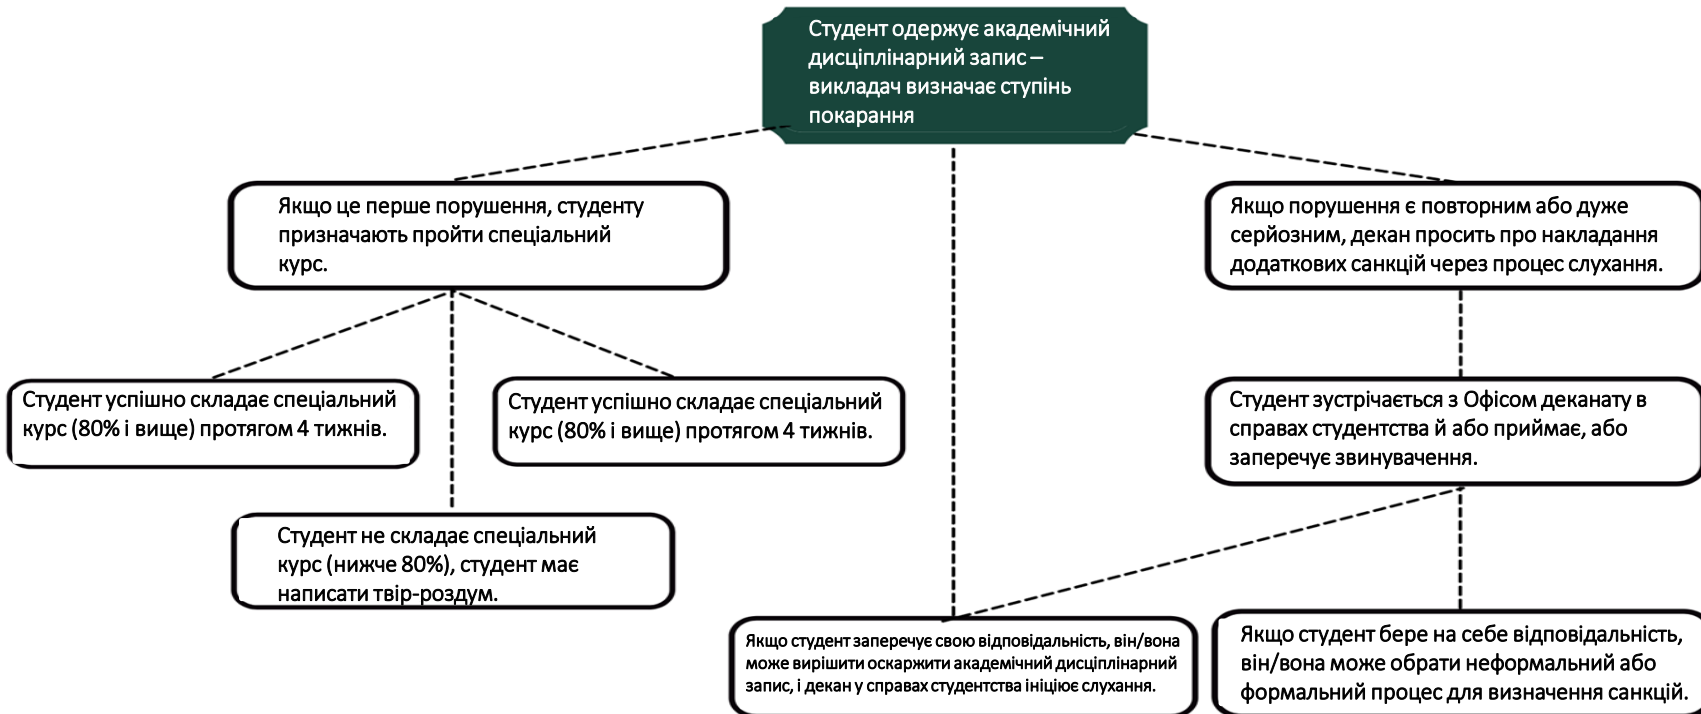 Студент одержує академічний
дисціплінарний запис –
викладач визначає ступінь
покарання
Якщо це перше порушення, студенту
призначають пройти спеціальний
курс.
Якщо порушення є повторним або дуже
серйозним, декан просить про накладання
додаткових санкцій через процес слухання.
Студент успішно складає спеціальний
курс (80% і вище) протягом 4 тижнів.
Студент успішно складає спеціальний
курс (80% і вище) протягом 4 тижнів.
Студент зустрічається з Офісом деканату в
справах студентства й або приймає, або
заперечує звинувачення.
Студент не складає спеціальний
курс (нижче 80%), студент має
написати твір-роздум.
Якщо студент заперечує свою відповідальність, він/вона
може вирішити оскаржити академічний дисціплінарний
запис, і декан у справах студентства ініціює слухання.
Якщо студент бере на себе відповідальність,
він/вона може обрати неформальний або
формальний процес для визначення санкцій.